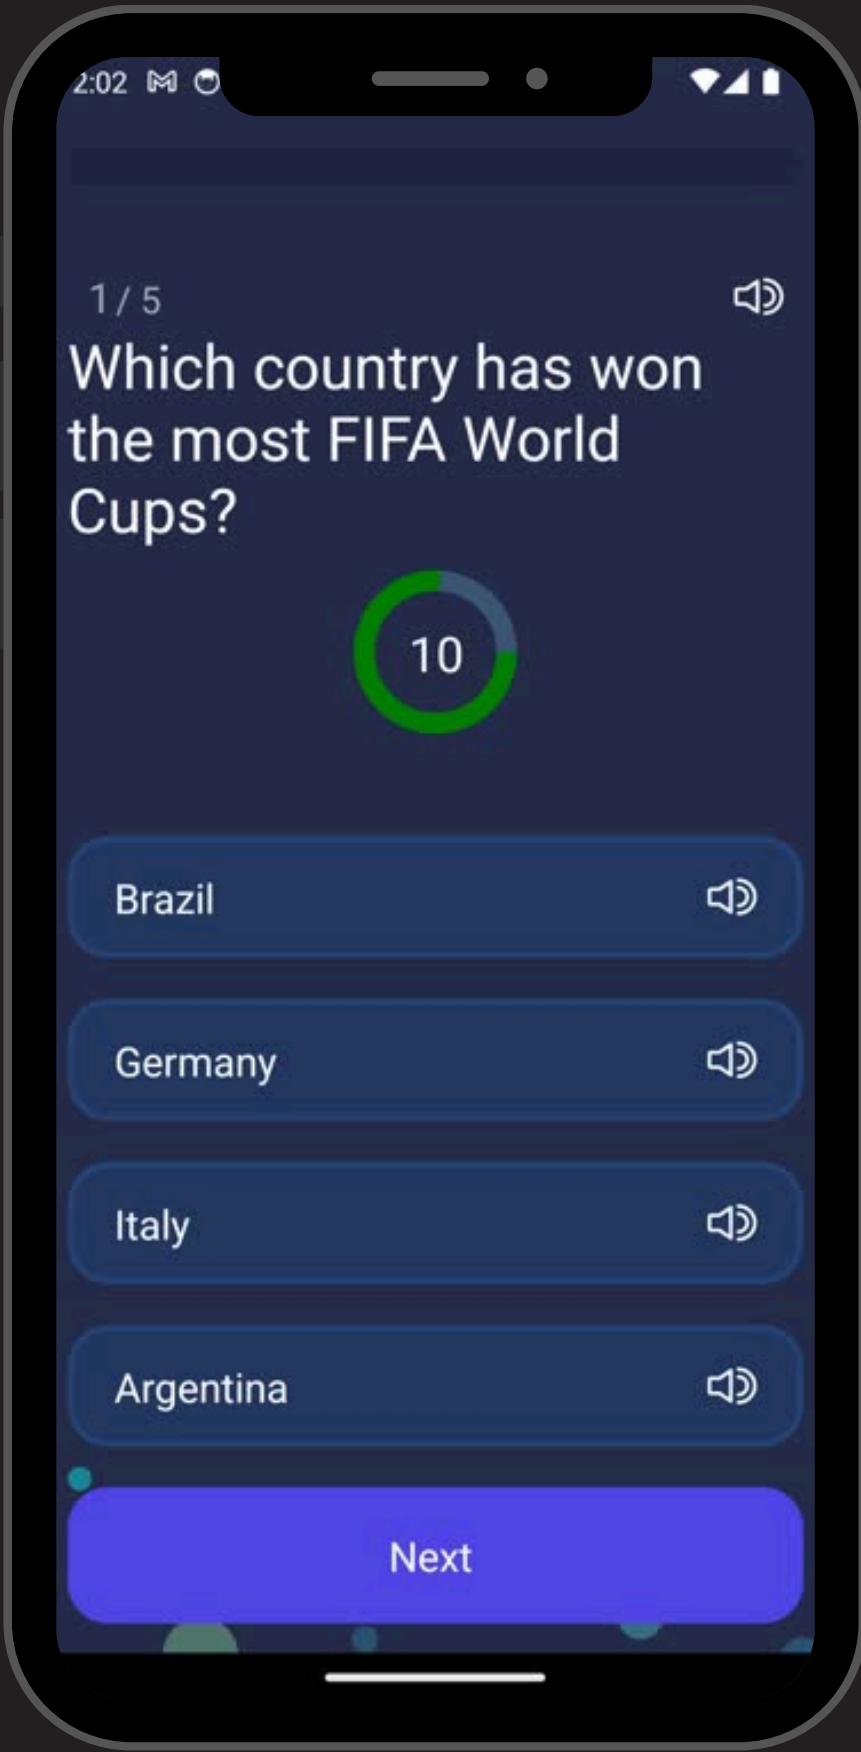 2:02
1 / 5
Which country has won
the most FIFA World
Cups?
10
Brazil
Germany
Italy
Argentina
Next